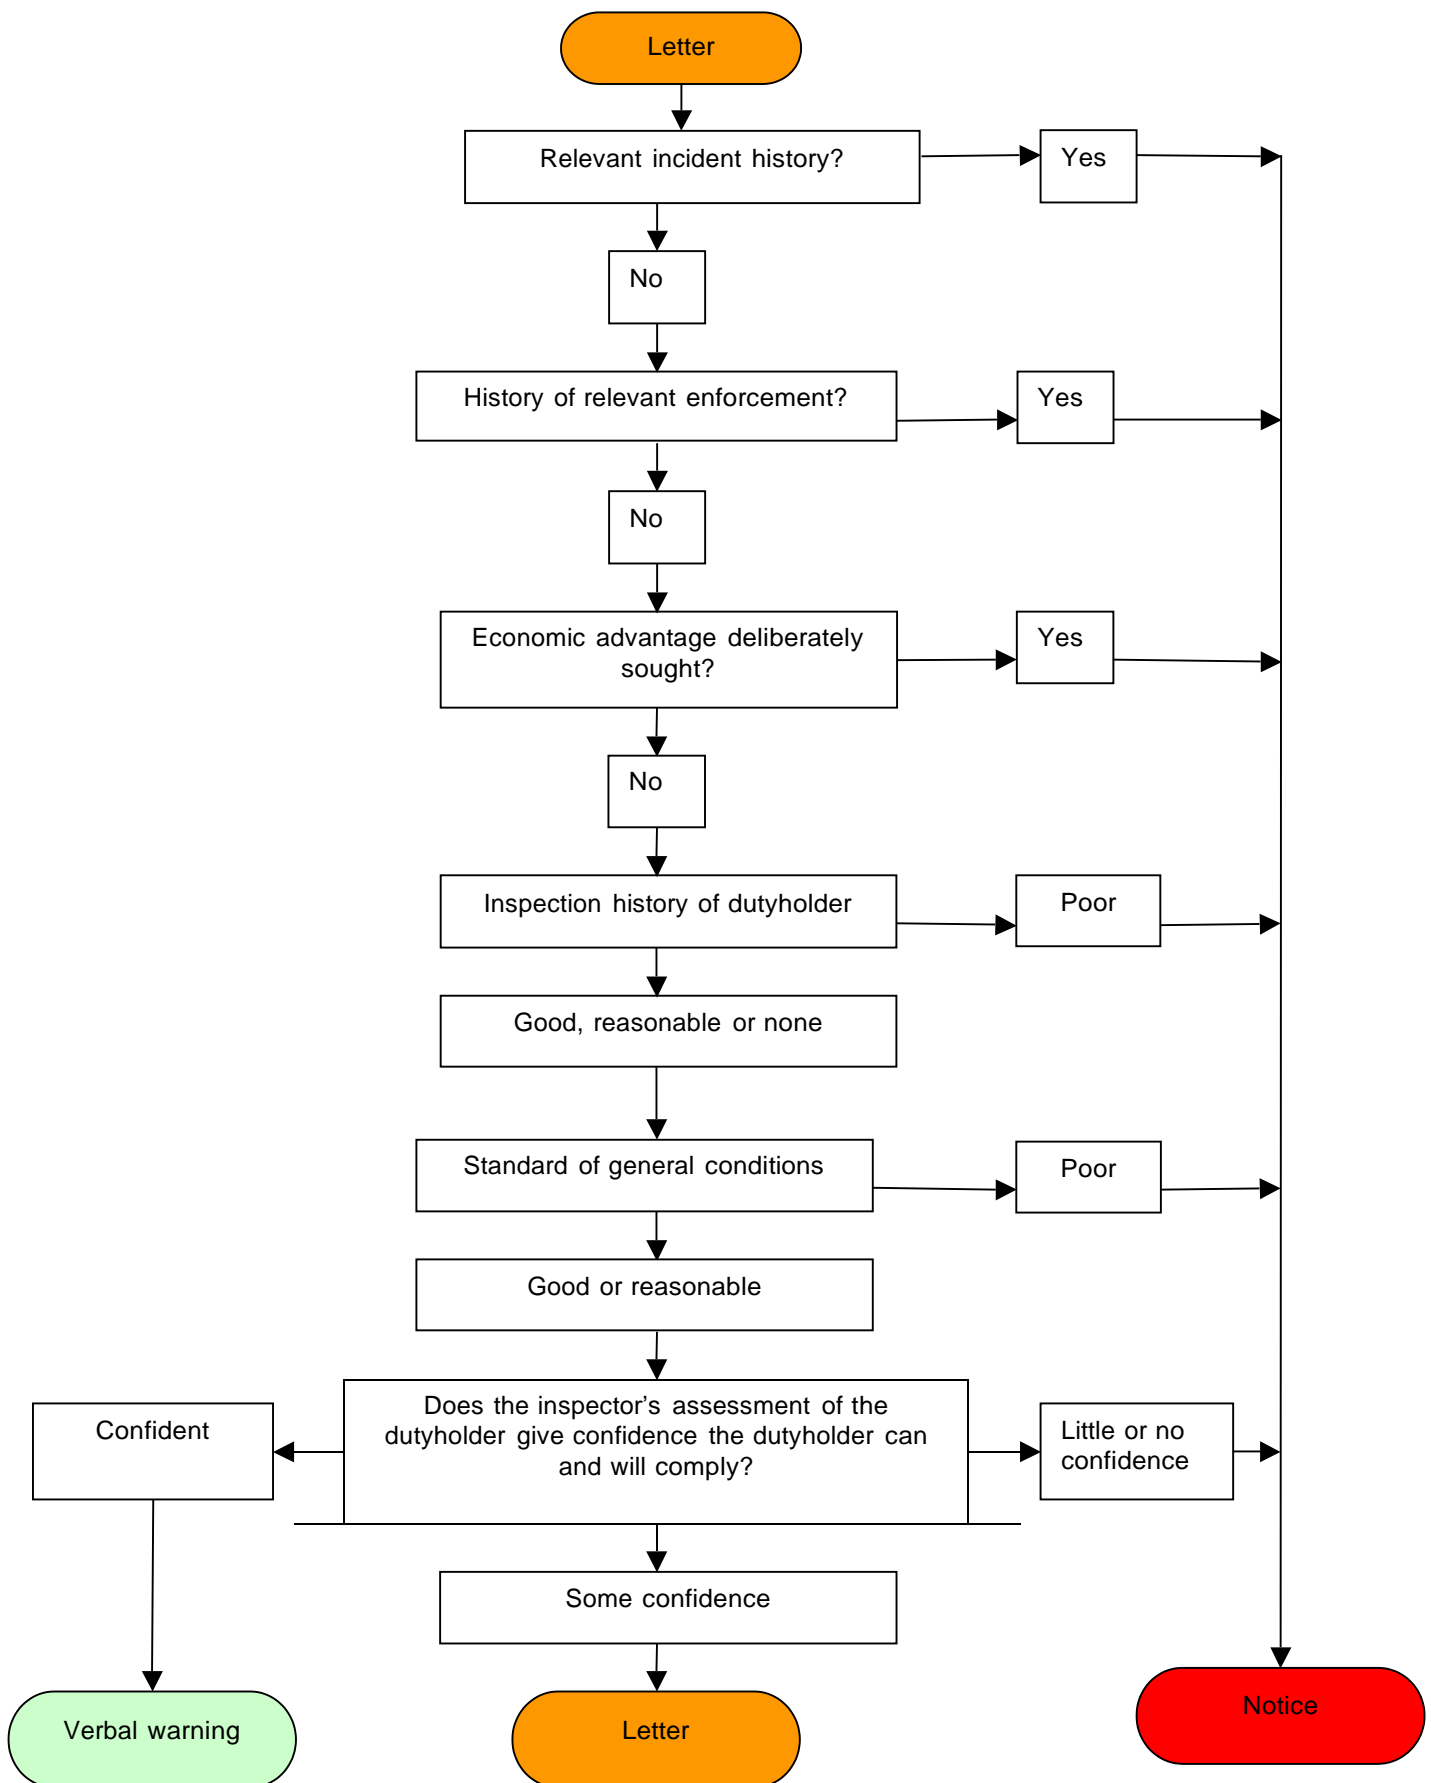 Letter
Relevant incident history?
Yes
No
History of relevant enforcement?
Yes
No
Economic advantage deliberately
sought?
Yes
No
Inspection history of dutyholder
Poor
Good, reasonable or none
Standard of general conditions
Poor
Good or reasonable
Confident
Does the inspector’s assessment of the
dutyholder give confidence the dutyholder can
and will comply?
Little or no
confidence
Some confidence
Verbal warning
Letter
Notice